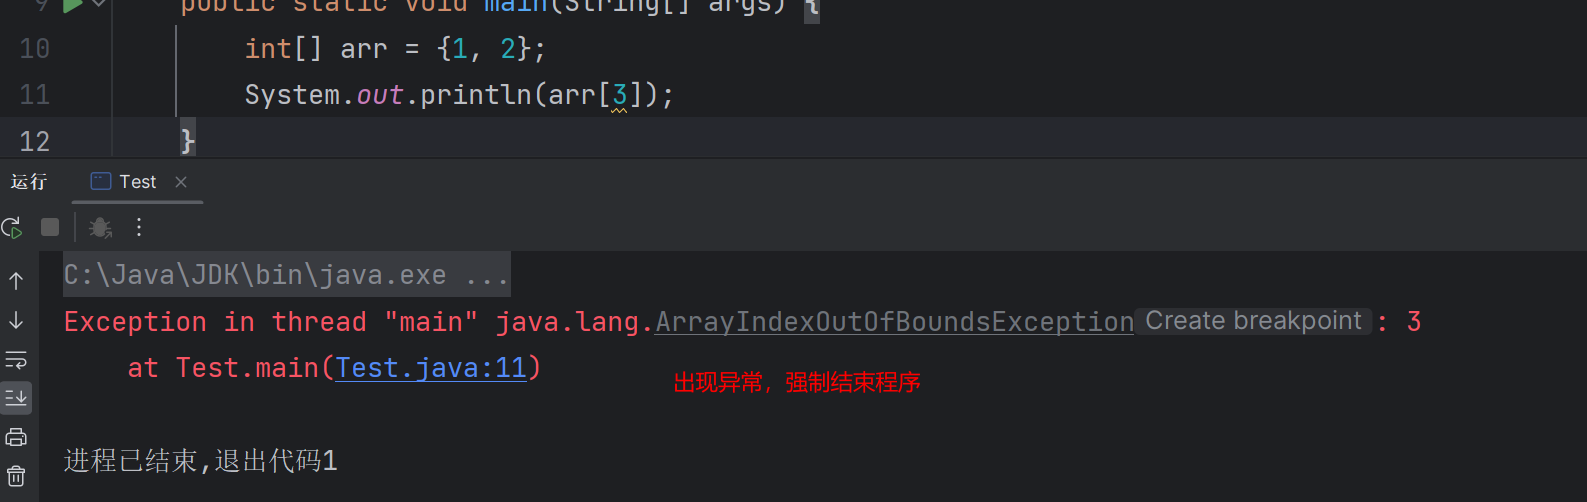 9 public static void main(String[] args) {
10 int[] arr = {1, 2};
11 System.out.println(arr[3]);
12 }
运行 Test
C:\Java\JDK\bin\java.exe ...
Exception in thread "main" java.lang.ArrayIndexOutOfBoundsException Create breakpoint : 3
at Test.main(Test.java:11)
出现异常，强制结束程序
进程已结束,退出代码1